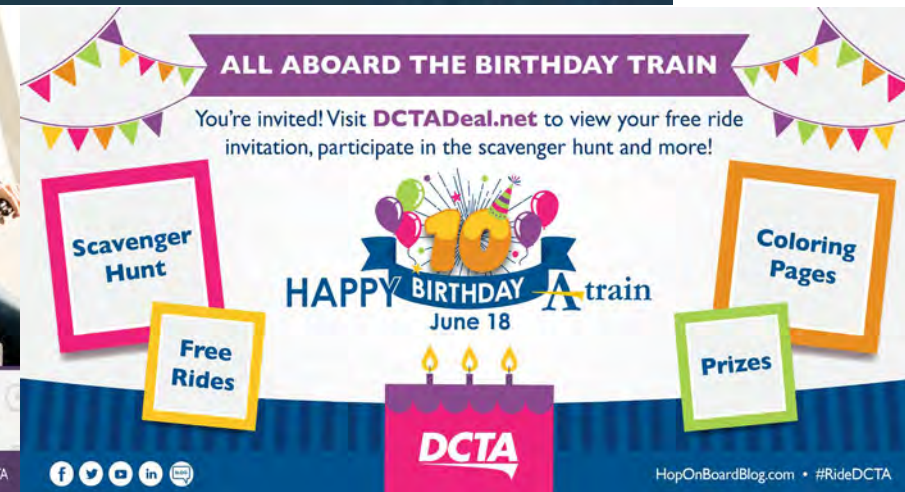 ALL ABOARD THE BIRTHDAY TRAIN
You're invited! Visit DCTADeal.net to view your free ride
invitation, participate in the scavenger hunt and more!
Scavenger
Hunt
Coloring
Pages
10
HAPPY BIRTHDAY A train
June 18
Free
Rides
Prizes
DCTA
HopOnBoardBlog.com • #RideDCTA